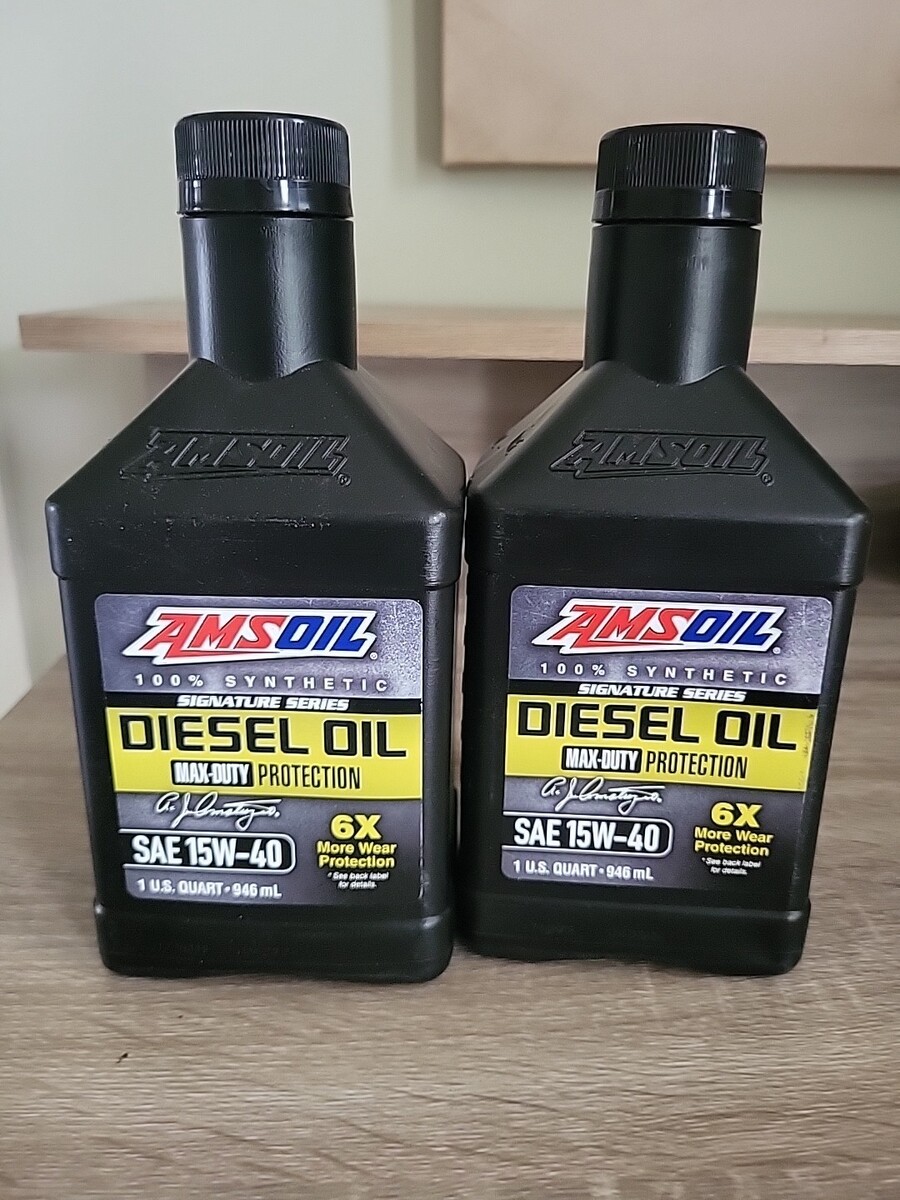 AMSOIL®
AMSOIL®
100% SYNTHETIC
SIGNATURE SERIES
DIESEL OIL
MAX-DUTY PROTECTION
SAE 15W-40
6X
More Wear
Protection
*See back label
for details.
1 U.S. QUART • 946 mL
AMSOIL®
AMSOIL®
100% SYNTHETIC
SIGNATURE SERIES
DIESEL OIL
MAX-DUTY PROTECTION
SAE 15W-40
6X
More Wear
Protection
*See back label
for details.
1 U.S. QUART • 946 mL